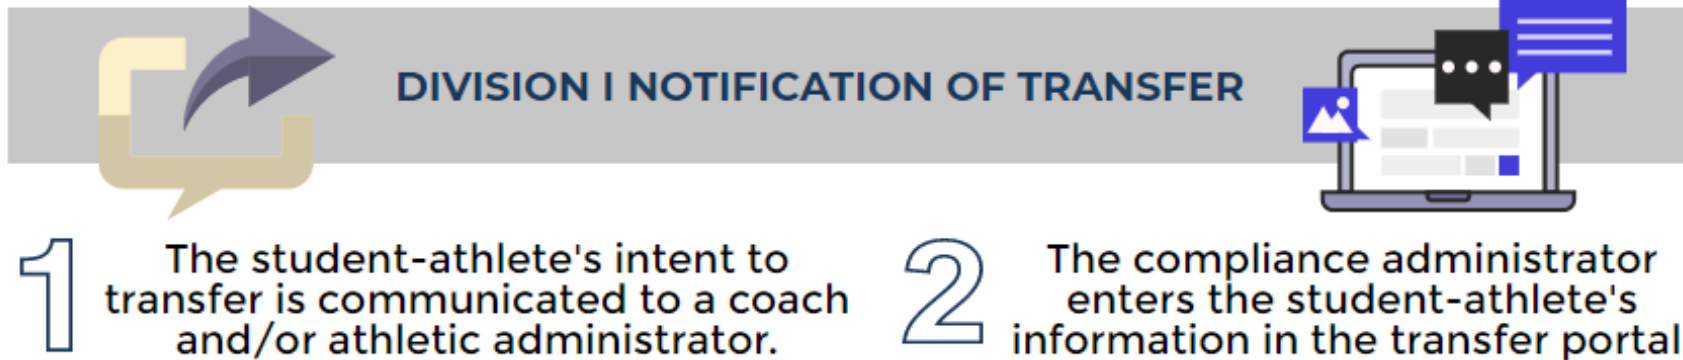 DIVISION I NOTIFICATION OF TRANSFER
1
The student-athlete's intent to
transfer is communicated to a coach
and/or athletic administrator.
2
The compliance administrator
enters the student-athlete's
information in the transfer portal